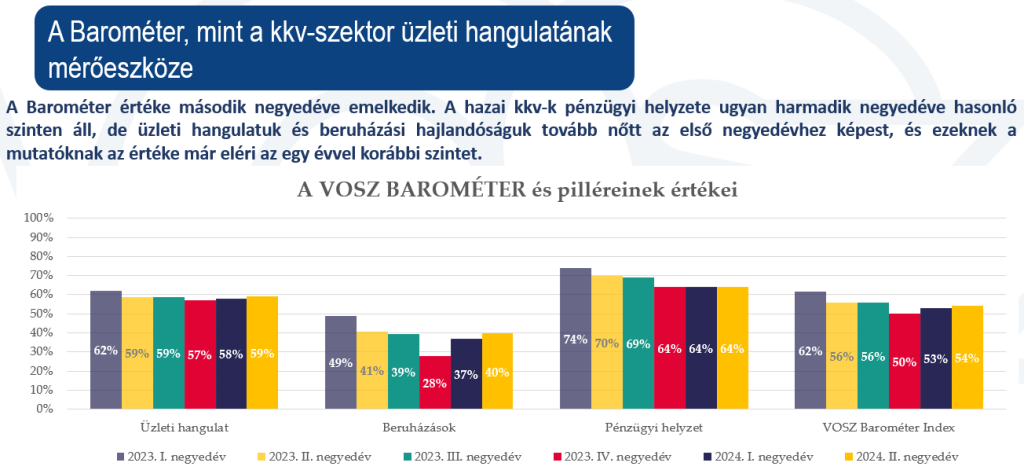 A Barométer, mint a kkv-szektor üzleti hangulatának
mérőeszköze
A Barométer értéke második negyedéve emelkedik. A hazai kkv-k pénzügyi helyzete ugyan harmadik negyedéve hasonló
szinten áll, de üzleti hangulatuk és beruházási hajlandóságuk tovább nőtt az első negyedévhez képest, és ezeknek a
mutatóknak az értéke már eléri az egy évvel korábbi szintet.
A VOSZ BAROMÉTER és pilléreinek értékei
100%
90%
80%
70%
60%
50%
40%
30%
20%
10%
0%
62% 59% 59% 57% 58% 59%
49% 41% 39% 28% 37% 40%
74% 70% 69% 64% 64% 64%
62% 56% 56% 50% 53% 54%
Üzleti hangulat Beruházások Pénzügyi helyzet VOSZ Barométer Index
2023. I. negyedév 2023. II. negyedév 2023. III. negyedév 2023. IV. negyedév 2024. I. negyedév 2024. II. negyedév